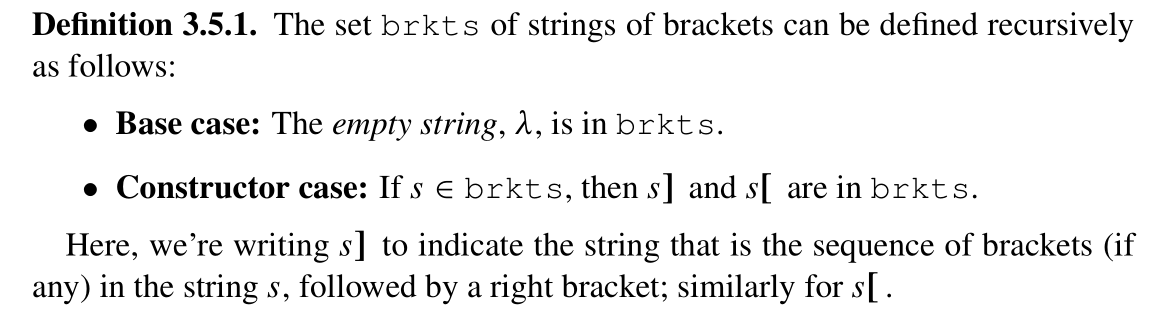 Definition 3.5.1. The set brkts of strings of brackets can be defined recursively
as follows:
• Base case: The empty string, λ, is in brkts.
• Constructor case: If s ∈ brkts, then s] and s[ are in brkts.
Here, we're writing s] to indicate the string that is the sequence of brackets (if
any) in the string s, followed by a right bracket; similarly for s[ .